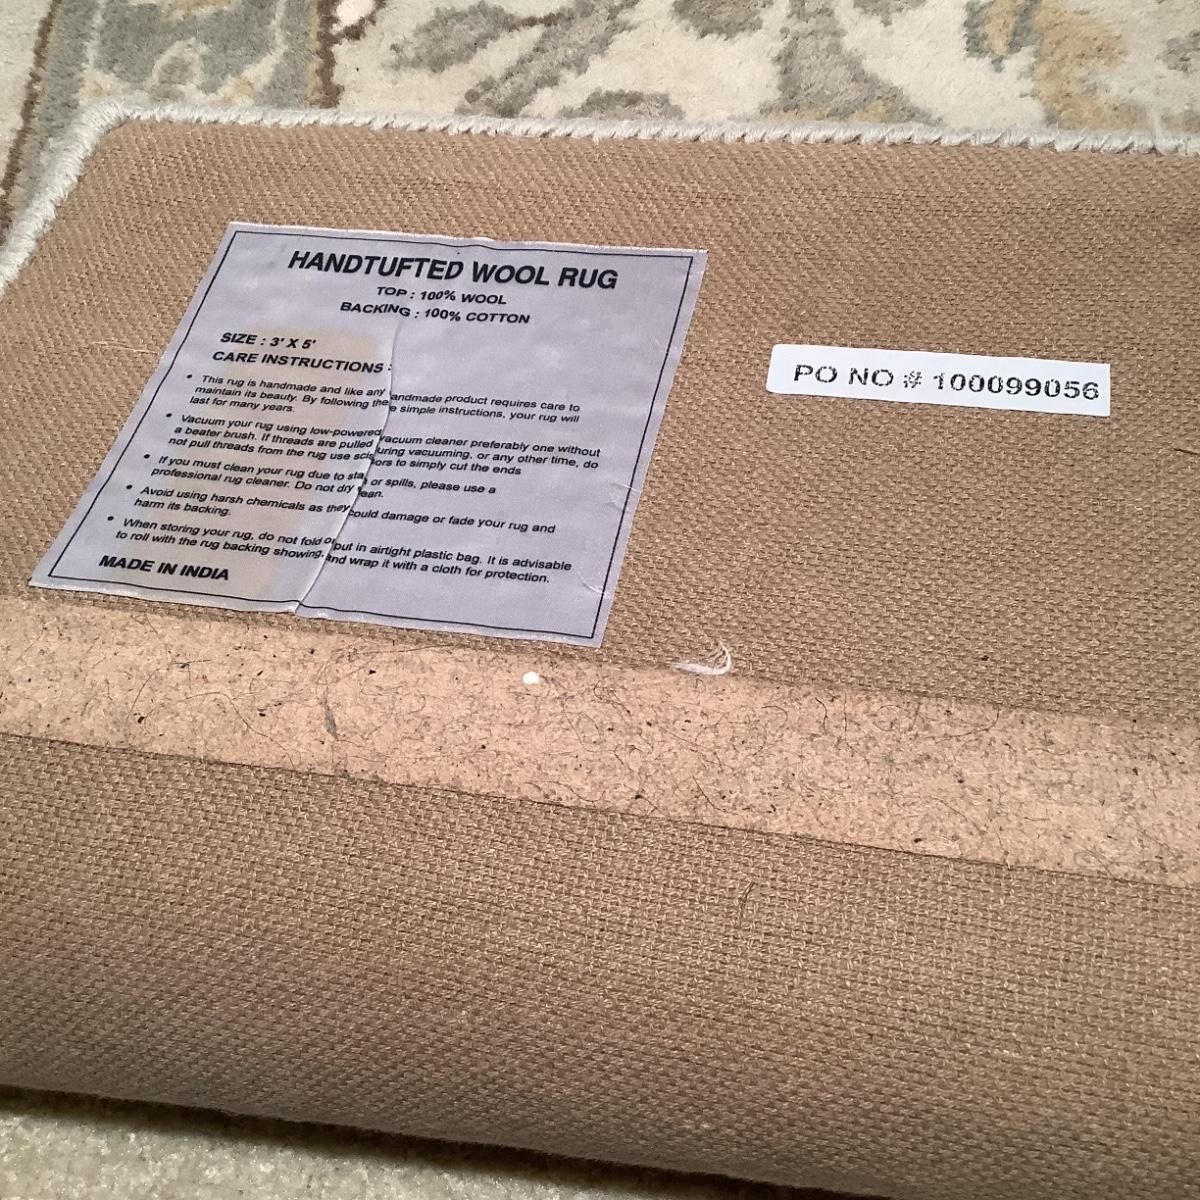 HANDTUFTED WOOL RUG
TOP : 100% WOOL
BACKING : 100% COTTON
SIZE : 3' X 5'
CARE INSTRUCTIONS :
• This rug is handmade and like any andmade product requires care to
maintain its beauty. By following the e simple instructions, your rug will
last for many years.
• Vacuum your rug using low-powered vacuum cleaner preferably one without
a beater brush. If threads are pulled uring vacuuming, or any other time, do
not pull threads from the rug use scis ors to simply cut the ends
• If you must clean your rug due to sta or spills, please use a
professional rug cleaner. Do not dry lean.
• Avoid using harsh chemicals as they could damage or fade your rug and
harm its backing.
• When storing your rug, do not fold or put in airtight plastic bag. It is advisable
to roll with the rug backing showing, and wrap it with a cloth for protection.
MADE IN INDIA
PO NO # 100099056